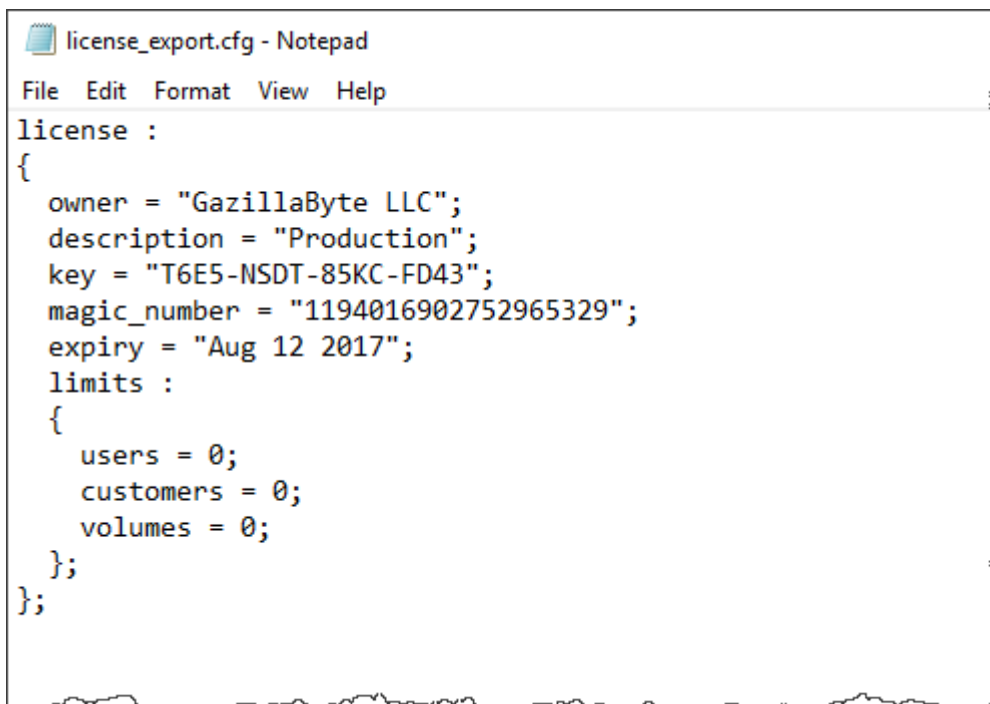 license_export.cfg - Notepad
File Edit Format View Help
license :
{
  owner = "GazillaByte LLC";
  description = "Production";
  key = "T6E5-NSDT-85KC-FD43";
  magic_number = "1194016902752965329";
  expiry = "Aug 12 2017";
  limits :
  {
    users = 0;
    customers = 0;
    volumes = 0;
  };
};